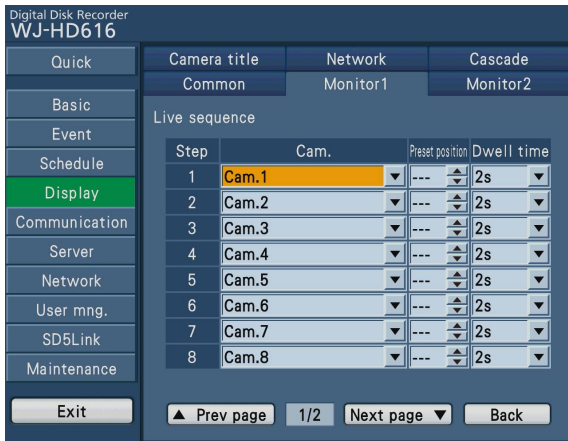 Digital Disk Recorder
WJ-HD616
Quick
Basic
Event
Schedule
Display
Communication
Server
Network
User mng.
SD5Link
Maintenance
Exit
Camera title Network Cascade
Common Monitor1 Monitor2
Live sequence
Step Cam. Preset position Dwell time
1 Cam.1 --- 2s
2 Cam.2 --- 2s
3 Cam.3 --- 2s
4 Cam.4 --- 2s
5 Cam.5 --- 2s
6 Cam.6 --- 2s
7 Cam.7 --- 2s
8 Cam.8 --- 2s
▲ Prev page 1/2 Next page ▼ Back